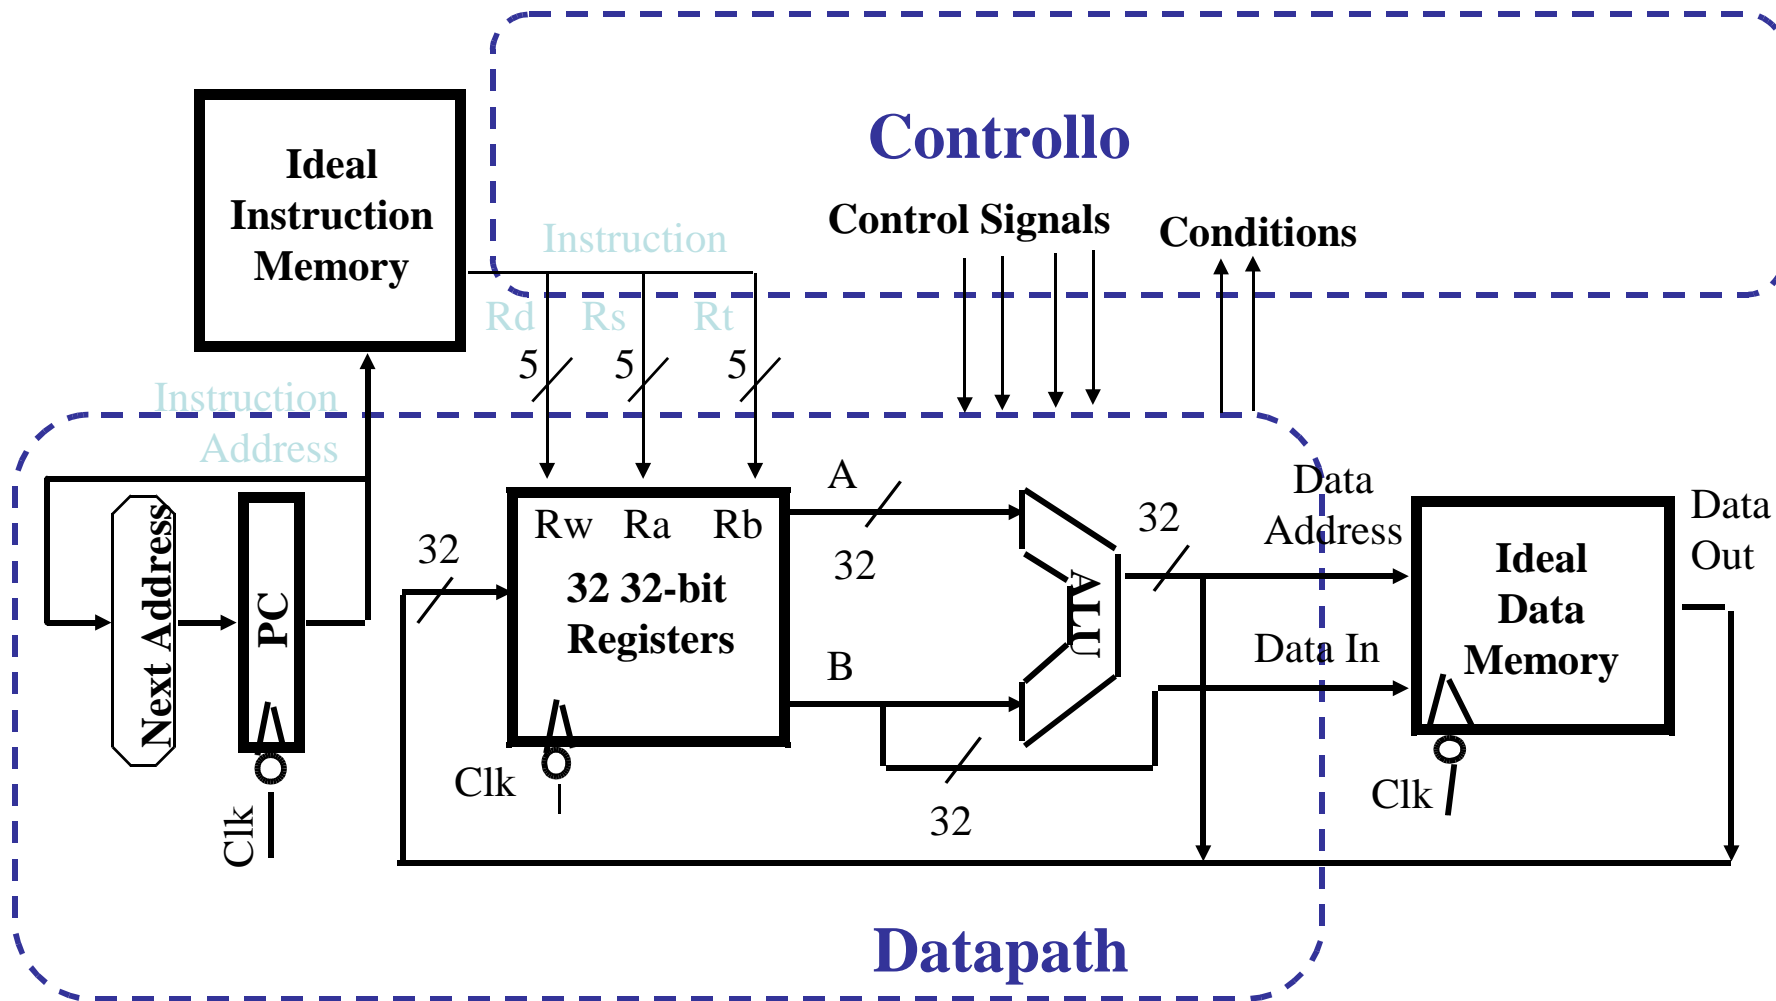 Controllo
Ideal
Instruction
Memory
Control Signals
Conditions
Instruction
Rd
Rs
Rt
5
5
5
Instruction
Address
Next Address
PC
Clk
32
Rw
Ra
Rb
32 32-bit
Registers
Clk
A
32
B
32
ALU
32
Data
Address
Data In
Ideal
Data
Memory
Clk
Data
Out
Datapath